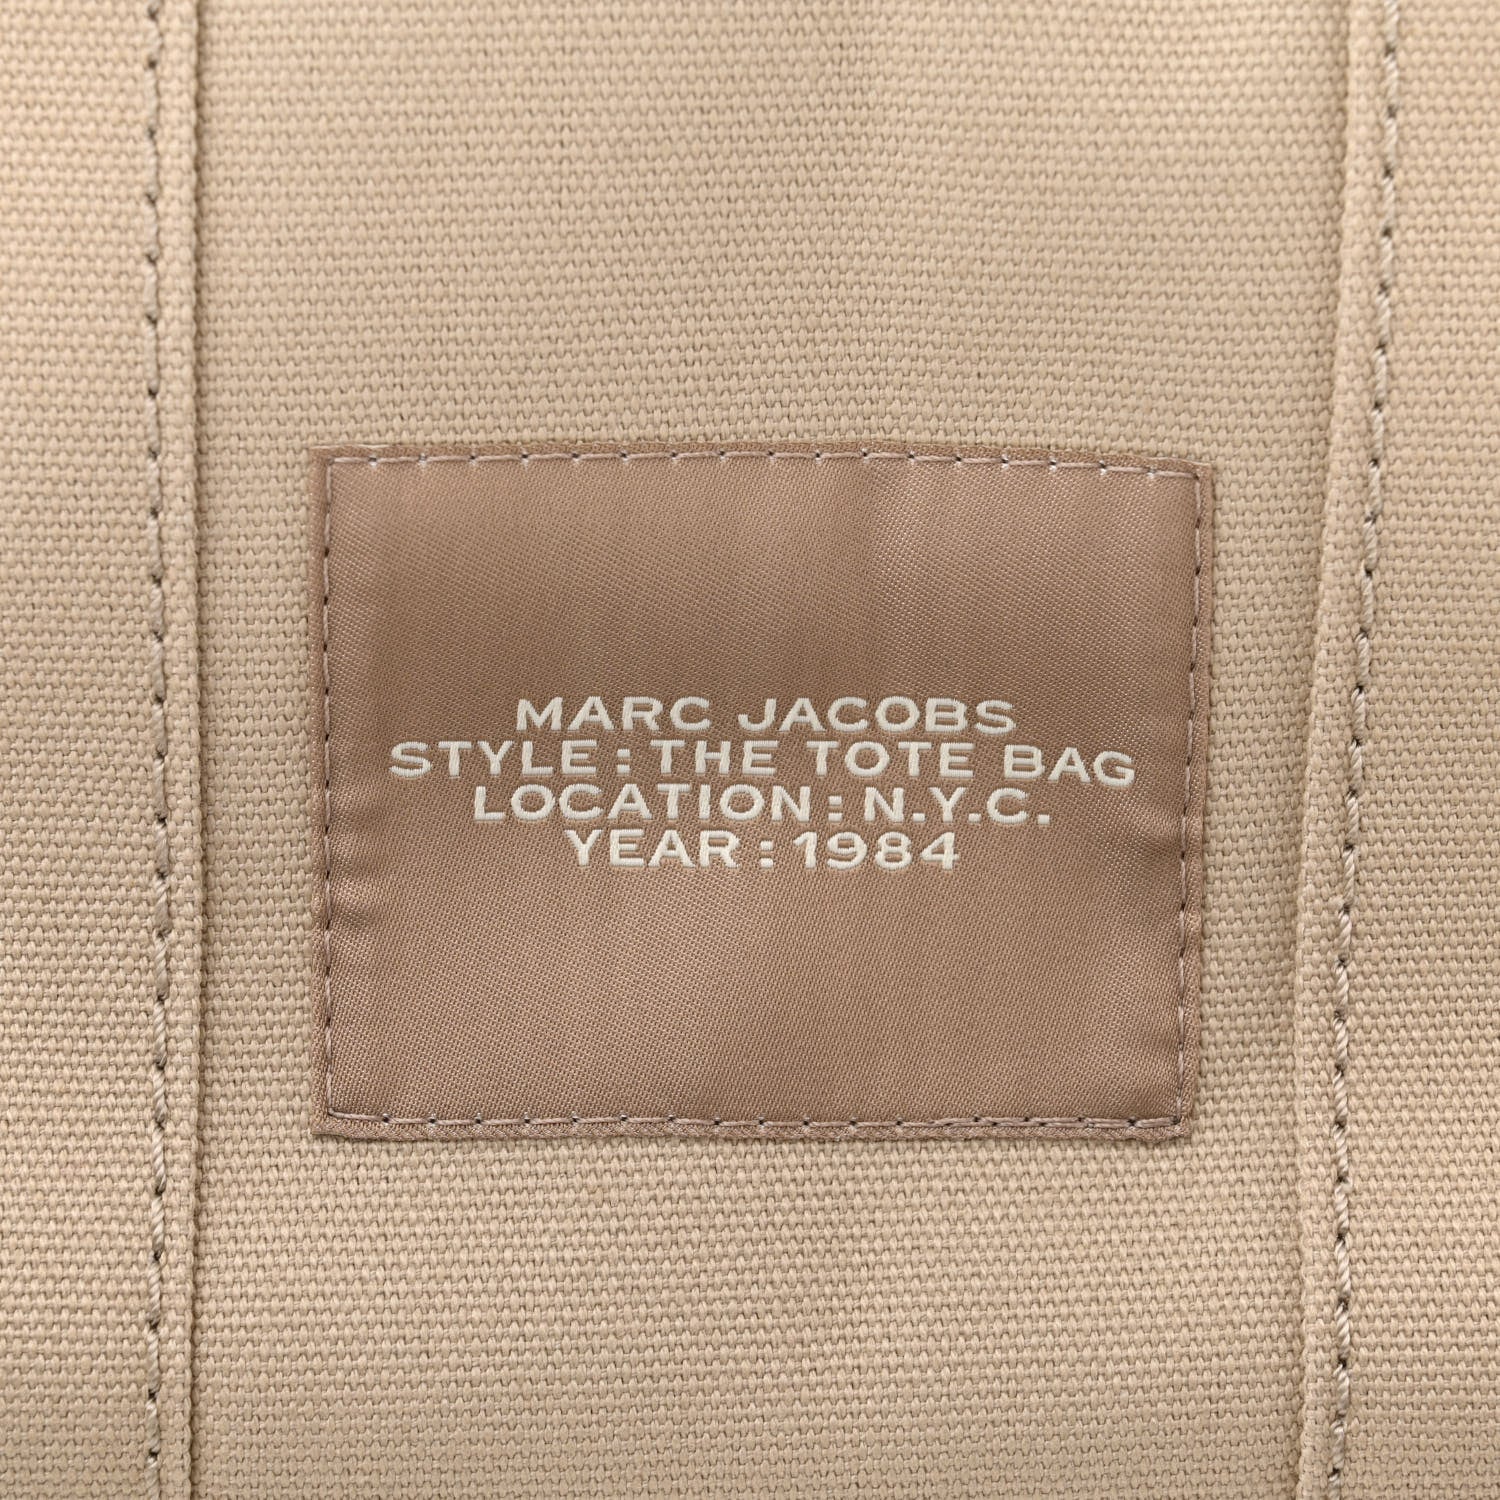 MARC JACOBS
STYLE : THE TOTE BAG
LOCATION : N.Y.C.
YEAR : 1984